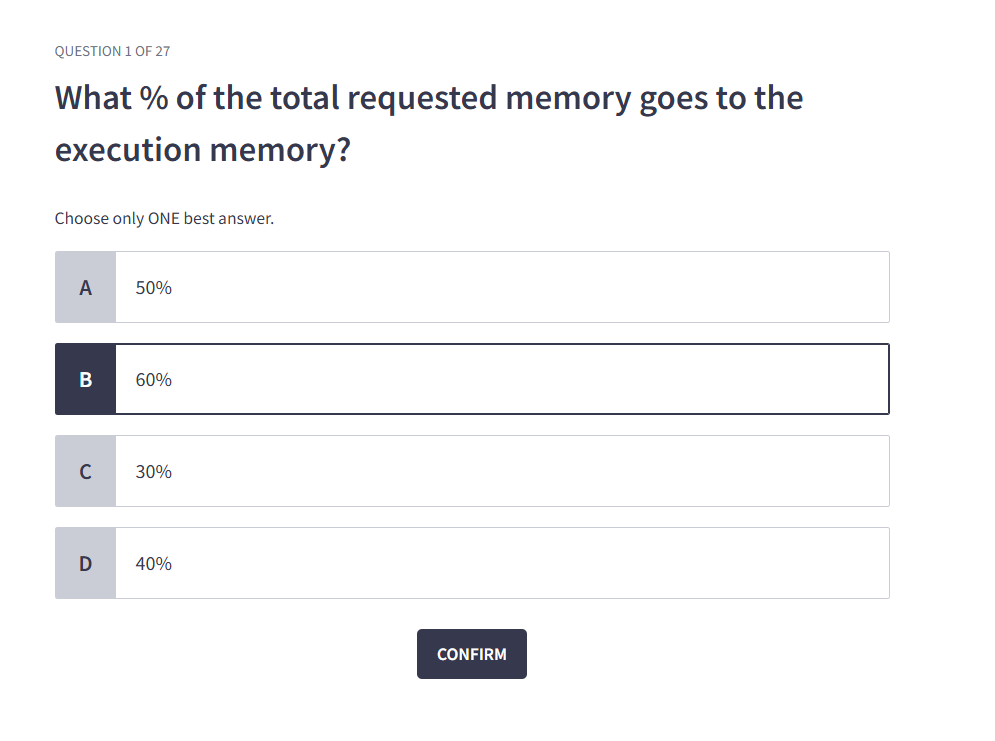 QUESTION 1 OF 27
What % of the total requested memory goes to the
execution memory?
Choose only ONE best answer.
A 50%
B 60%
C 30%
D 40%
CONFIRM